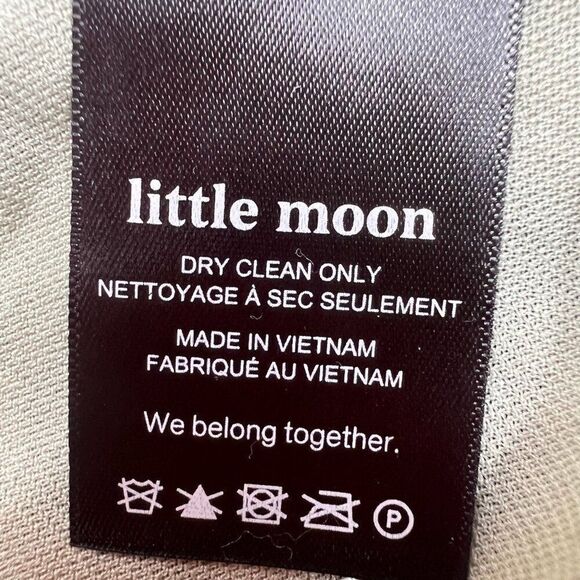 little moon
DRY CLEAN ONLY
NETTOYAGE À SEC SEULEMENT
MADE IN VIETNAM
FABRIQUÉ AU VIETNAM
We belong together.
P